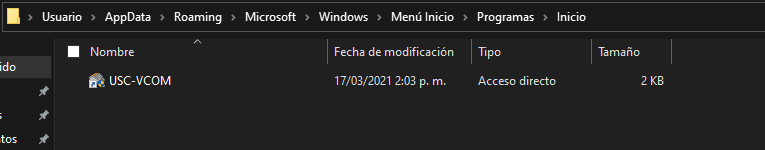 Usuario > AppData > Roaming > Microsoft > Windows > Menú Inicio > Programas > Inicio
Nombre Fecha de modificación Tipo Tamaño
ido
USC-VCOM 17/03/2021 2:03 p. m. Acceso directo 2 KB
s
tos